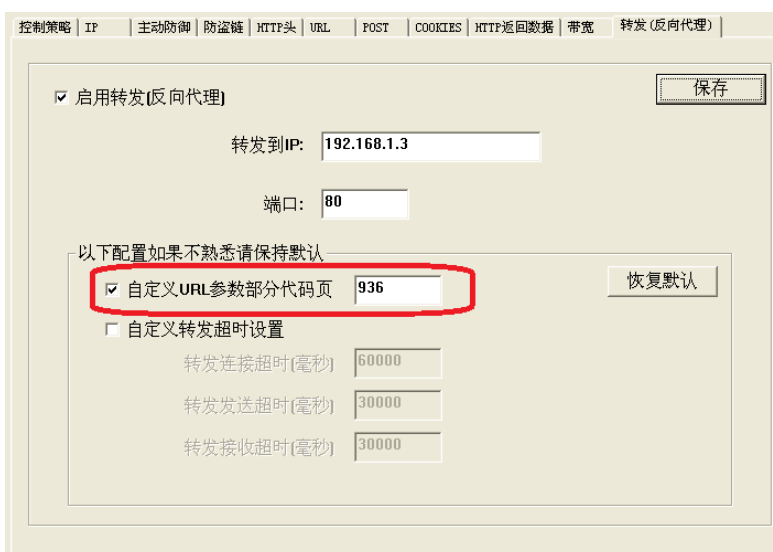 控制策略 IP 主动防御 防盗链 HTTP头 URL POST COOKIES HTTP返回数据 带宽 转发(反向代理)
启用转发(反向代理) 保存
转发到IP: 192.168.1.3
端口: 80
以下配置如果不熟悉请保持默认
自定义URL参数部分代码页 936 恢复默认
自定义转发超时设置
转发连接超时(毫秒) 60000
转发发送超时(毫秒) 30000
转发接收超时(毫秒) 30000